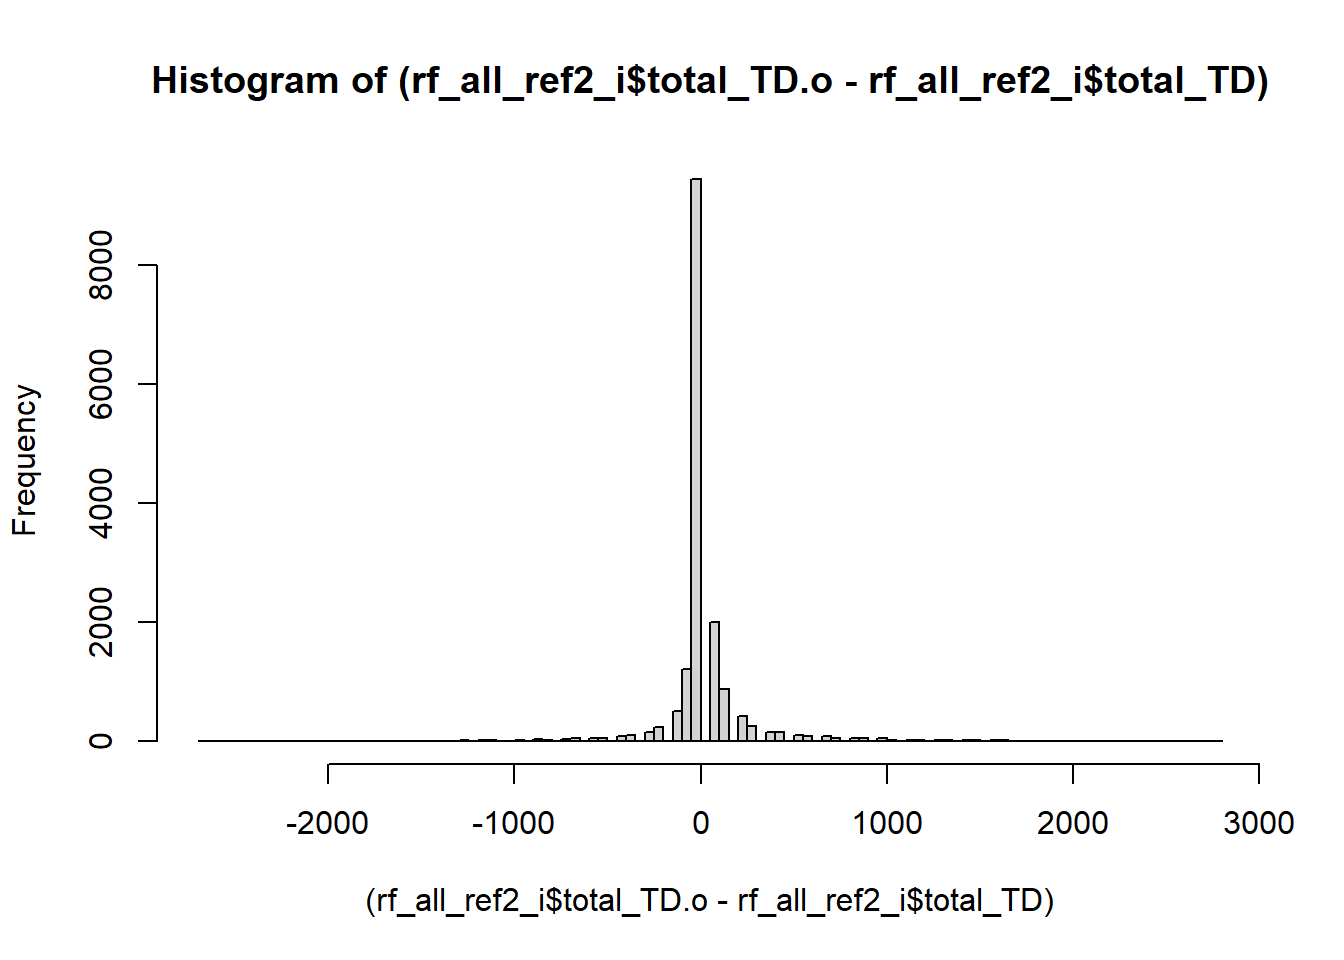 Histogram of (rf_all_ref2_i$total_TD.o - rf_all_ref2_i$total_TD)
Frequency
8000
6000
4000
2000
0
-2000 -1000 0 1000 2000 3000
(rf_all_ref2_i$total_TD.o - rf_all_ref2_i$total_TD)